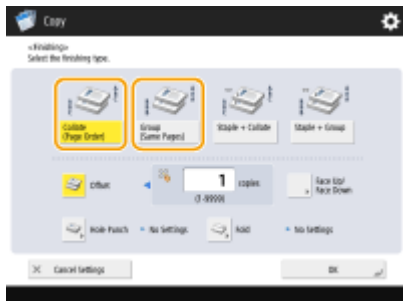 Copy
<Finishing>
Select the finishing type.
Collate
(Page Order)
Group
(Same Pages)
Staple + Collate
Staple + Group
Offset
1
copies
(1-9999)
Face Up/
Face Down
Hole Punch
No Settings
Fold
No Settings
Cancel Settings
OK